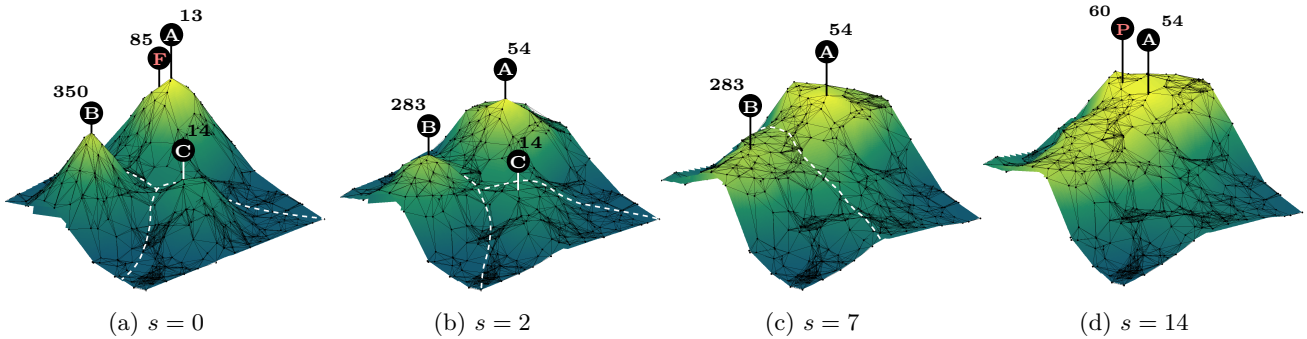 13
85 A
F
350
B
14
C
54
A
283
B
14
C
54
A
283
B
60
P 54
A
(a) s = 0
(b) s = 2
(c) s = 7
(d) s = 14